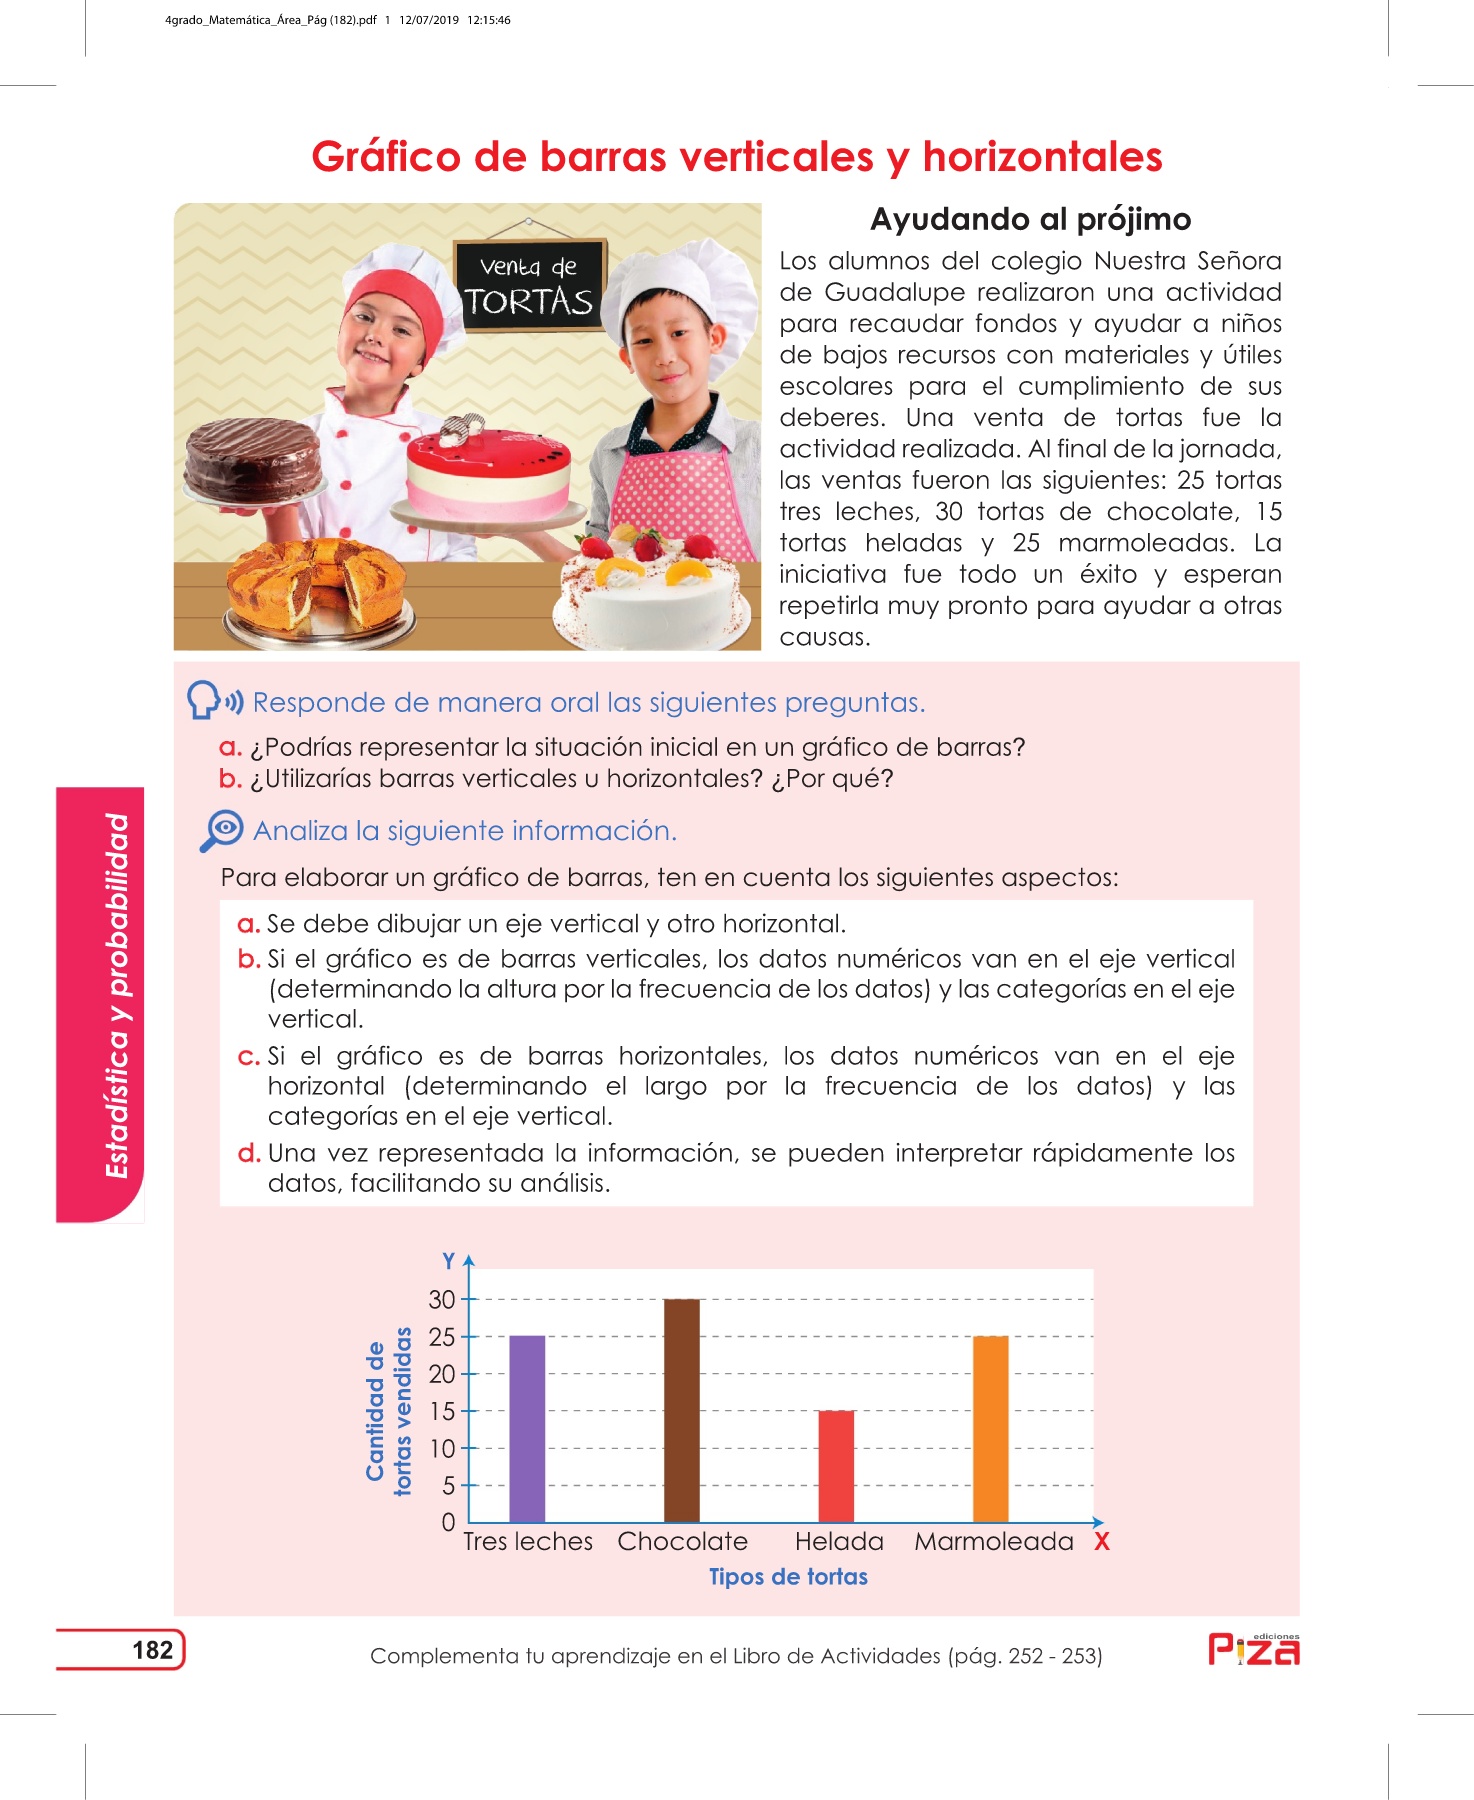 4grado_Matemática_Área_Pág (182).pdf 1 12/07/2019 12:15:46
Gráfico de barras verticales y horizontales
venta de
TORTAS
Ayudando al prójimo
Los alumnos del colegio Nuestra Señora
de Guadalupe realizaron una actividad
para recaudar fondos y ayudar a niños
de bajos recursos con materiales y útiles
escolares para el cumplimiento de sus
deberes. Una venta de tortas fue la
actividad realizada. Al final de la jornada,
las ventas fueron las siguientes: 25 tortas
tres leches, 30 tortas de chocolate, 15
tortas heladas y 25 marmoleadas. La
iniciativa fue todo un éxito y esperan
repetirla muy pronto para ayudar a otras
causas.
Responde de manera oral las siguientes preguntas.
a. ¿Podrías representar la situación inicial en un gráfico de barras?
b. ¿Utilizarías barras verticales u horizontales? ¿Por qué?
Analiza la siguiente información.
Para elaborar un gráfico de barras, ten en cuenta los siguientes aspectos:
a. Se debe dibujar un eje vertical y otro horizontal.
b. Si el gráfico es de barras verticales, los datos numéricos van en el eje vertical
(determinando la altura por la frecuencia de los datos) y las categorías en el eje
vertical.
c. Si el gráfico es de barras horizontales, los datos numéricos van en el eje
horizontal (determinando el largo por la frecuencia de los datos) y las
categorías en el eje vertical.
d. Una vez representada la información, se pueden interpretar rápidamente los
datos, facilitando su análisis.
Estadística y probabilidad
Y
30
25
20
15
10
5
0
Cantidad de
tortas vendidas
Tres leches Chocolate Helada Marmoleada X
Tipos de tortas
182
Complementa tu aprendizaje en el Libro de Actividades (pág. 252 - 253)
ediciones
Piza